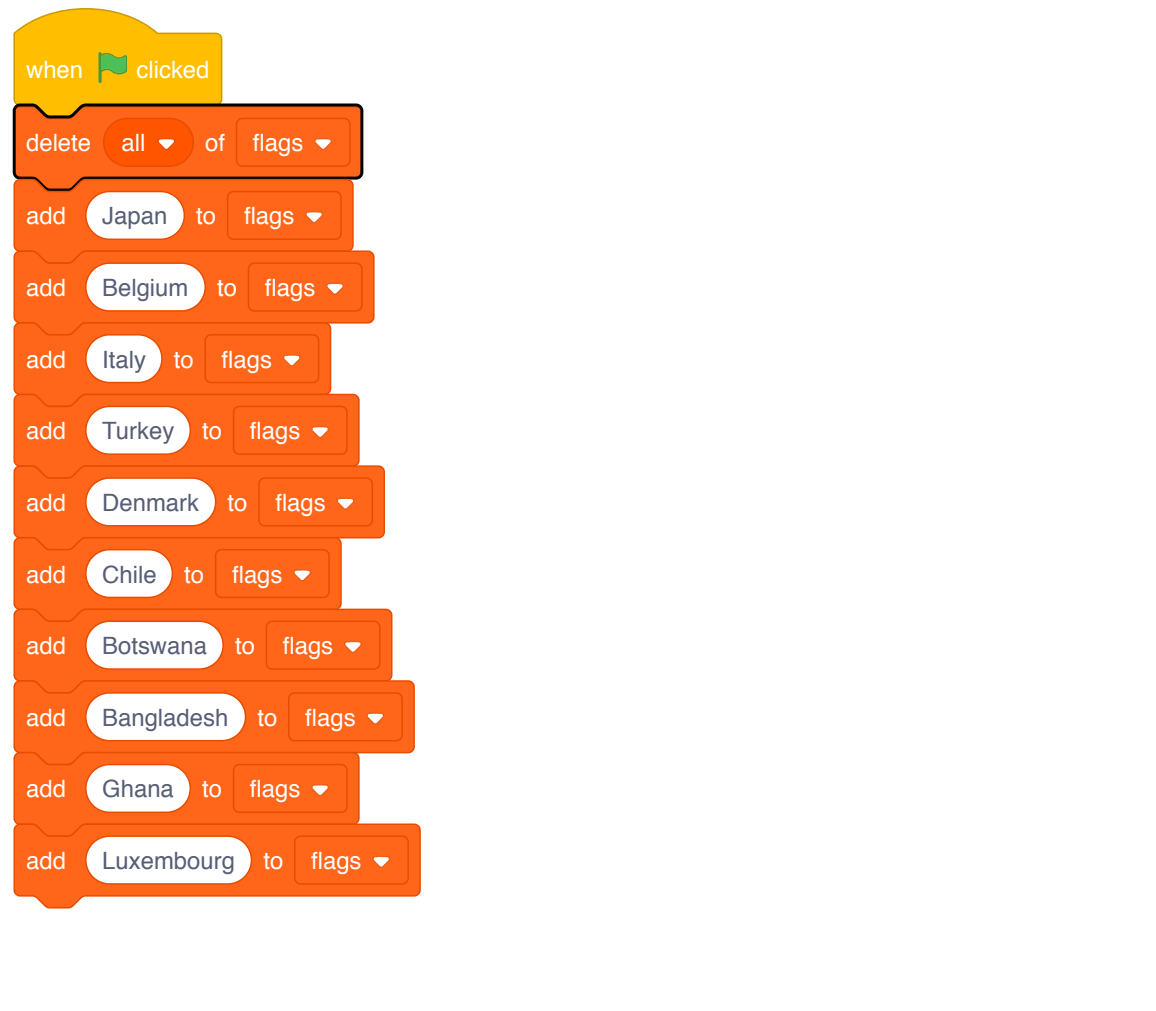 when clicked
delete all of flags
add Japan to flags
add Belgium to flags
add Italy to flags
add Turkey to flags
add Denmark to flags
add Chile to flags
add Botswana to flags
add Bangladesh to flags
add Ghana to flags
add Luxembourg to flags